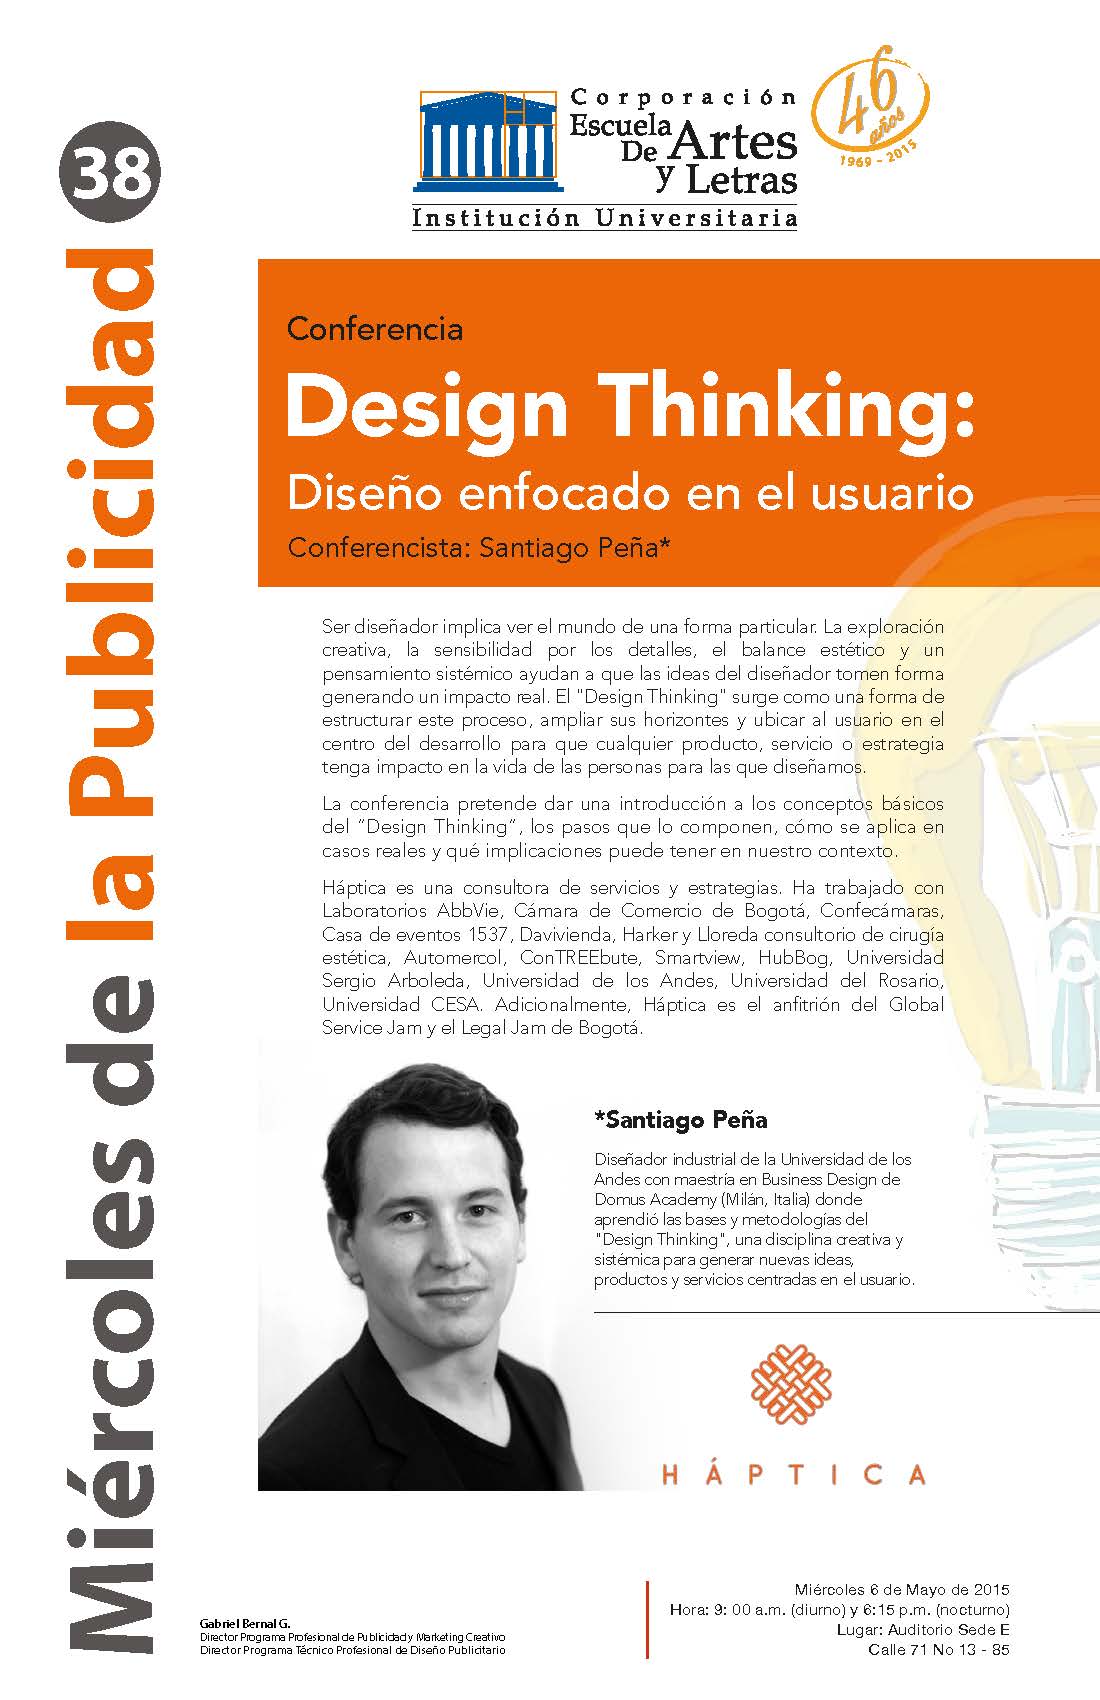 Corporación
Escuela
De Artes
y Letras
Institución Universitaria
46
años
1969 - 2015
Miércoles de la Publicidad 38
Conferencia
Design Thinking:
Diseño enfocado en el usuario
Conferencista: Santiago Peña*
Ser diseñador implica ver el mundo de una forma particular. La exploración
creativa, la sensibilidad por los detalles, el balance estético y un
pensamiento sistémico ayudan a que las ideas del diseñador tomen forma
generando un impacto real. El "Design Thinking" surge como una forma de
estructurar este proceso, ampliar sus horizontes y ubicar al usuario en el
centro del desarrollo para que cualquier producto, servicio o estrategia
tenga impacto en la vida de las personas para las que diseñamos.
La conferencia pretende dar una introducción a los conceptos básicos
del “Design Thinking”, los pasos que lo componen, cómo se aplica en
casos reales y qué implicaciones puede tener en nuestro contexto.
Háptica es una consultora de servicios y estrategias. Ha trabajado con
Laboratorios AbbVie, Cámara de Comercio de Bogotá, Confecámaras,
Casa de eventos 1537, Davivienda, Harker y Lloreda consultorio de cirugía
estética, Automercol, ConTREEbute, Smartview, HubBog, Universidad
Sergio Arboleda, Universidad de los Andes, Universidad del Rosario,
Universidad CESA. Adicionalmente, Háptica es el anfitrión del Global
Service Jam y el Legal Jam de Bogotá.
*Santiago Peña
Diseñador industrial de la Universidad de los
Andes con maestría en Business Design de
Domus Academy (Milán, Italia) donde
aprendió las bases y metodologías del
"Design Thinking", una disciplina creativa y
sistémica para generar nuevas ideas,
productos y servicios centradas en el usuario.
HÁPTICA
Gabriel Bernal G.
Director Programa Profesional de Publicidad y Marketing Creativo
Director Programa Técnico Profesional de Diseño Publicitario
Miércoles 6 de Mayo de 2015
Hora: 9: 00 a.m. (diurno) y 6:15 p.m. (nocturno)
Lugar: Auditorio Sede E
Calle 71 No 13 - 85